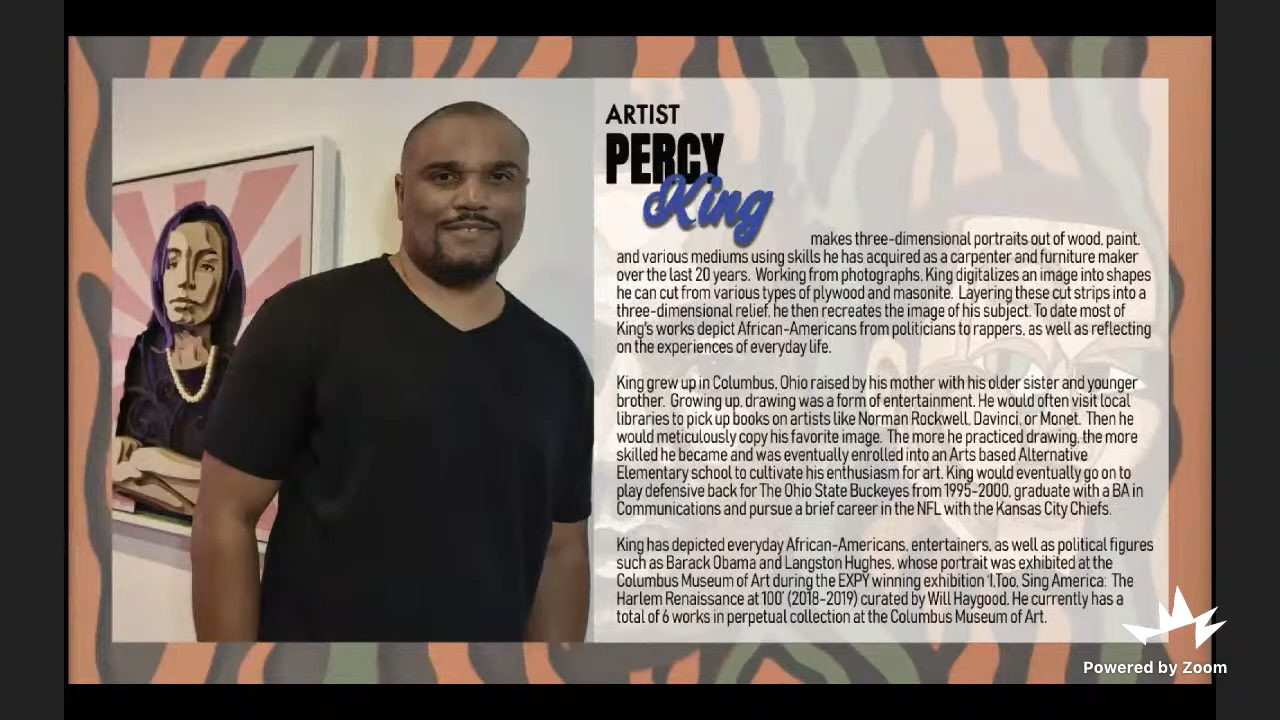 ARTIST
PERCY
King
makes three-dimensional portraits out of wood, paint,
and various mediums using skills he has acquired as a carpenter and furniture maker
over the last 20 years. Working from photographs, King digitalizes an image into shapes
he can cut from various types of plywood and masonite. Layering these cut strips into a
three-dimensional relief, he then recreates the image of his subject. To date most of
King's works depict African-Americans from politicians to rappers, as well as reflecting
on the experiences of everyday life.
King grew up in Columbus, Ohio raised by his mother with his older sister and younger
brother. Growing up, drawing was a form of entertainment. He would often visit local
libraries to pick up books on artists like Norman Rockwell, Davinci, or Monet. Then he
would meticulously copy his favorite image. The more he practiced drawing, the more
skilled he became and was eventually enrolled into an Arts based Alternative
Elementary school to cultivate his enthusiasm for art. King would eventually go on to
play defensive back for The Ohio State Buckeyes from 1995-2000, graduate with a BA in
Communications and pursue a brief career in the NFL with the Kansas City Chiefs.
King has depicted everyday African-Americans, entertainers, as well as political figures
such as Barack Obama and Langston Hughes, whose portrait was exhibited at the
Columbus Museum of Art during the EXPY winning exhibition 'I,Too, Sing America: The
Harlem Renaissance at 100' (2018-2019) curated by Will Haygood. He currently has a
total of 6 works in perpetual collection at the Columbus Museum of Art.
Powered by Zoom